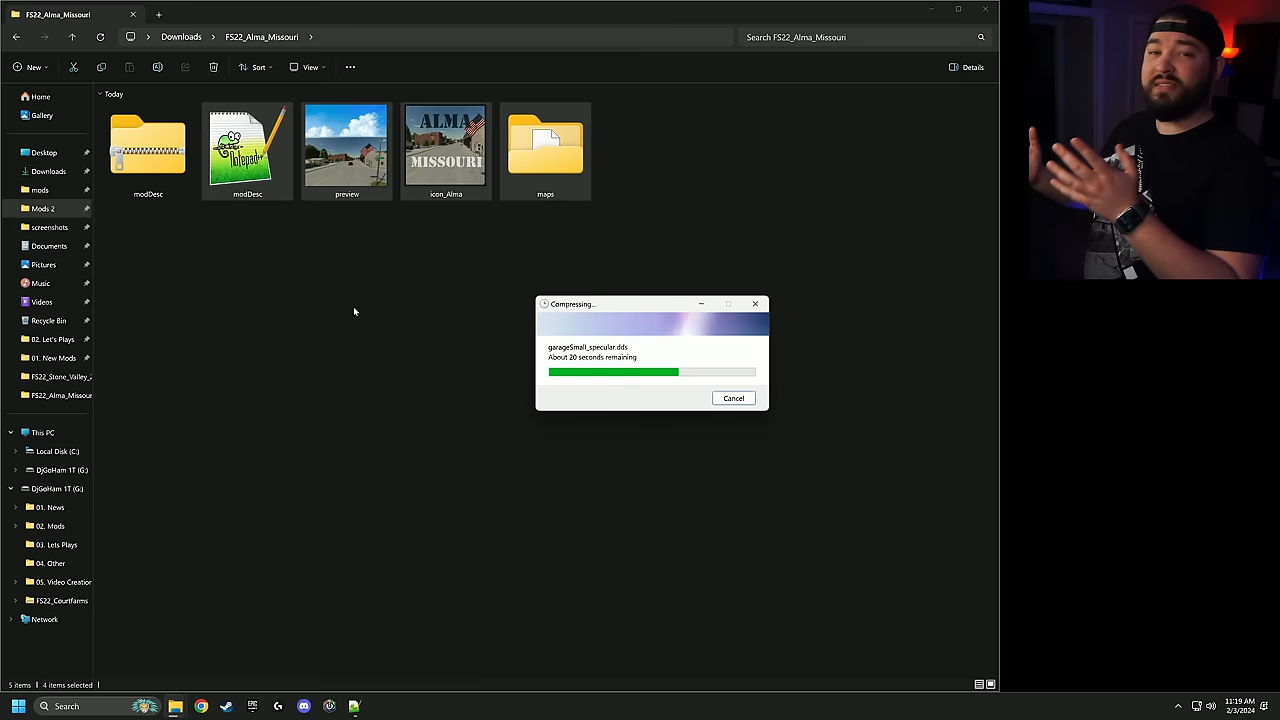 FS22_Alma_Missouri
Downloads
FS22_Alma_Missouri
Search FS22_Alma_Missouri
New
Sort
View
Details
Home
Gallery
Desktop
Downloads
mods
Mods 2
screenshots
Documents
Pictures
Music
Videos
Recycle Bin
02. Let's Plays
01. New Mods
FS22_Stone_Valley_2
FS22_Alma_Missour
This PC
Local Disk (C:)
DjGoHam 1T (G:)
DjGoHam 1T (G:)
01. News
02. Mods
03. Lets Plays
04. Other
05. Video Creation
FS22_Courtfarms
Network
Today
ALMA
MISSOURI
modDesc
modDesc
preview
icon_Alma
maps
Compressing...
garageSmall_specular.dds
About 20 seconds remaining
Cancel
5 items
4 items selected
Search
11:19 AM
2/3/2024